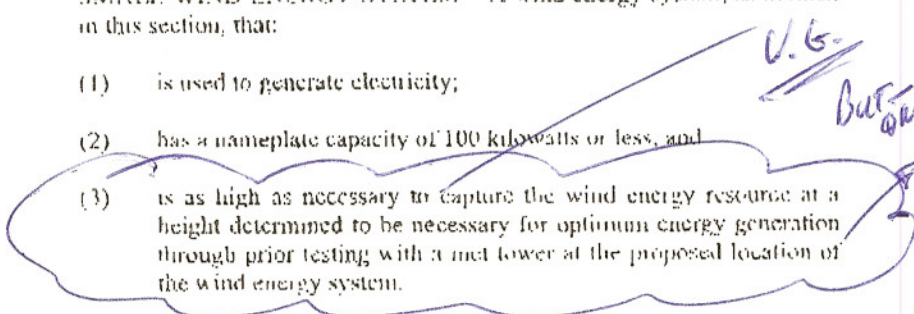 in this section, that:
(1) is used to generate electricity;
(2) has a nameplate capacity of 100 kilowatts or less, and
(3) is as high as necessary to capture the wind energy resource at a
height determined to be necessary for optimum energy generation
through prior testing with a met tower at the proposed location of
the wind energy system.
V.G.
But